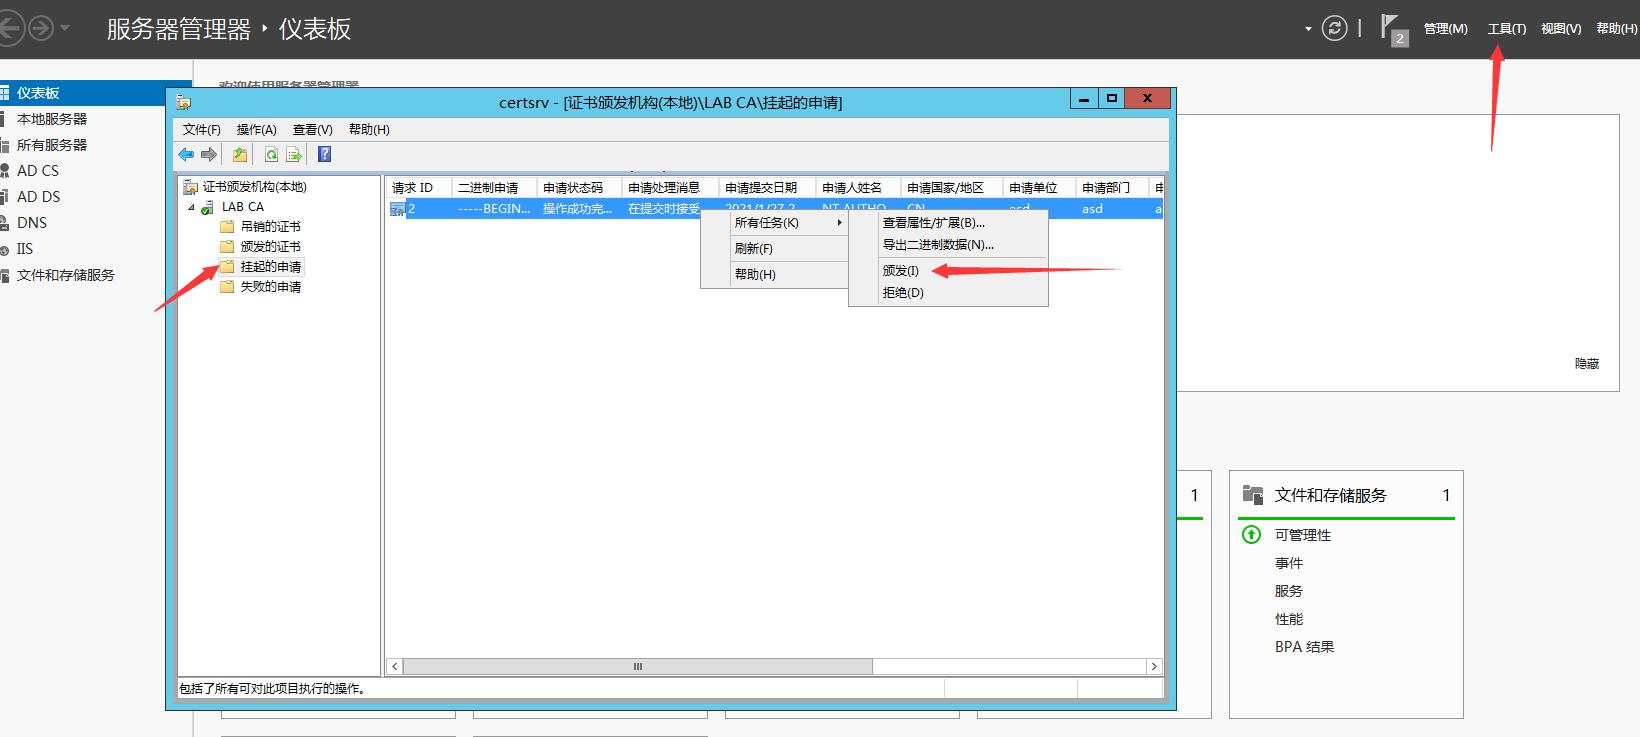 服务器管理器 · 仪表板
2
管理(M) 工具(T) 视图(V) 帮助(H)
仪表板
本地服务器
所有服务器
AD CS
AD DS
DNS
IIS
文件和存储服务
欢迎使用服务器管理器
certsrv - [证书颁发机构(本地)\LAB CA\挂起的申请]
文件(F) 操作(A) 查看(V) 帮助(H)
证书颁发机构(本地)
LAB CA
吊销的证书
颁发的证书
挂起的申请
失败的申请
请求 ID 二进制申请 申请状态码 申请处理消息 申请提交日期 申请人姓名 申请国家/地区 申请单位 申请部门 申
2 -----BEGIN... 操作成功完... 在提交时接受... 2021/1/27 2 NT AUTHO CN asd asd a
所有任务(K)
刷新(F)
帮助(H)
查看属性/扩展(B)...
导出二进制数据(N)...
颁发(I)
拒绝(D)
包括了所有可对此项目执行的操作。
隐藏
1
文件和存储服务 1
可管理性
事件
服务
性能
BPA 结果